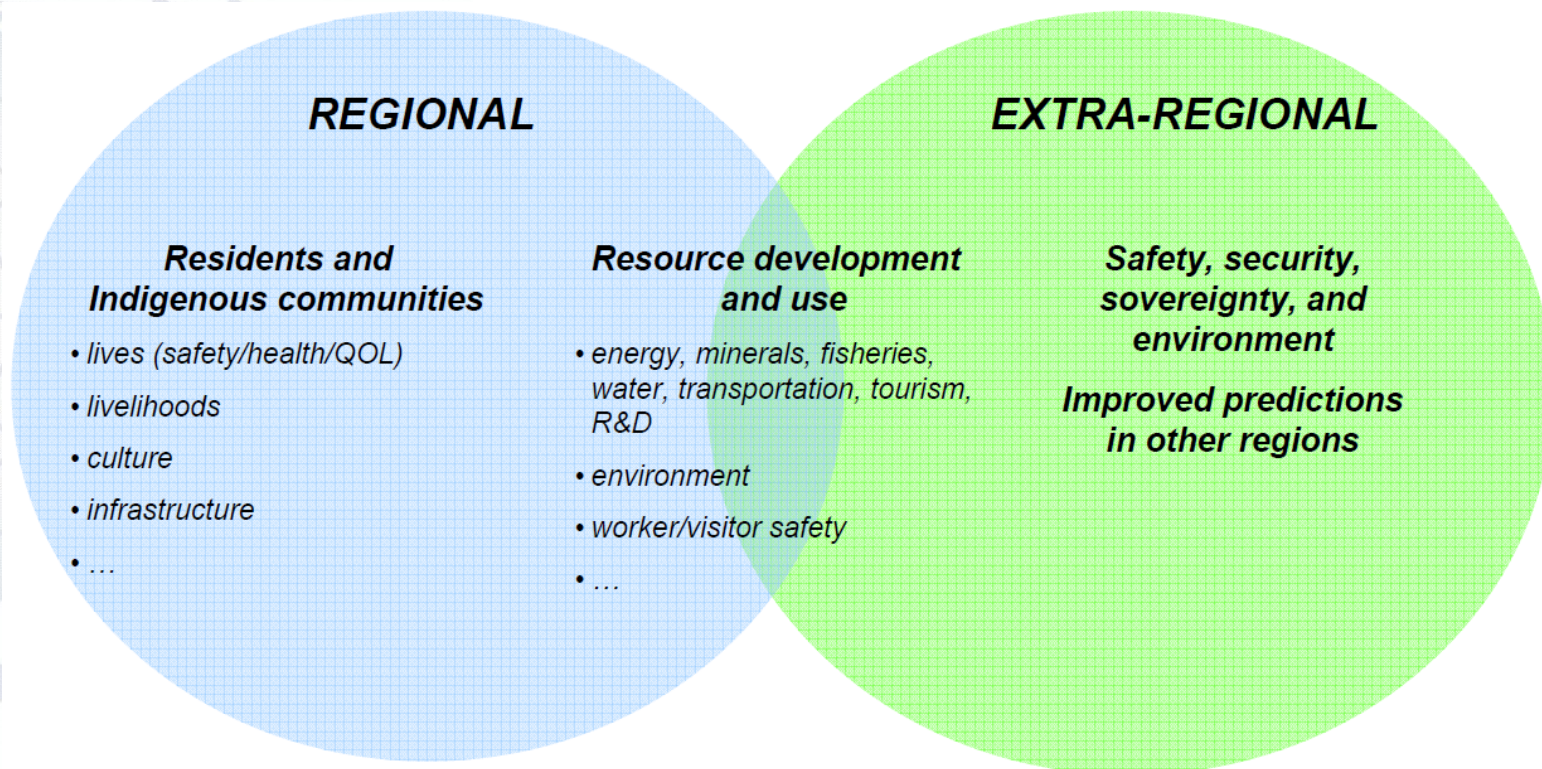 REGIONAL
EXTRA-REGIONAL
Residents and
Indigenous communities
• lives (safety/health/QOL)
• livelihoods
• culture
• infrastructure
• …
Resource development
and use
• energy, minerals, fisheries,
water, transportation, tourism,
R&D
• environment
• worker/visitor safety
• …
Safety, security,
sovereignty, and
environment
Improved predictions
in other regions